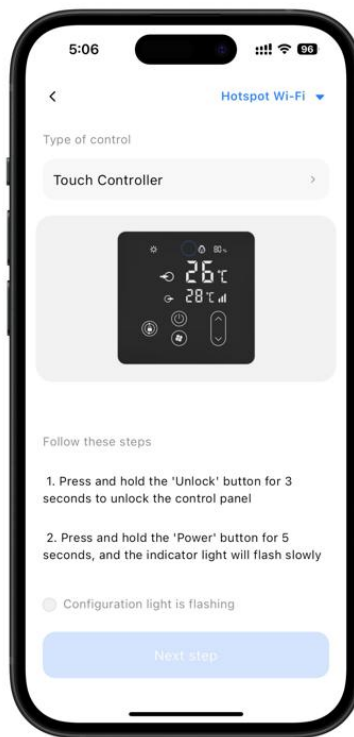 5:06
96
Hotspot Wi-Fi
Type of control
Touch Controller
80%
26℃
28℃
Follow these steps
1. Press and hold the 'Unlock' button for 3
seconds to unlock the control panel
2. Press and hold the 'Power' button for 5
seconds, and the indicator light will flash slowly
Configuration light is flashing
Next step